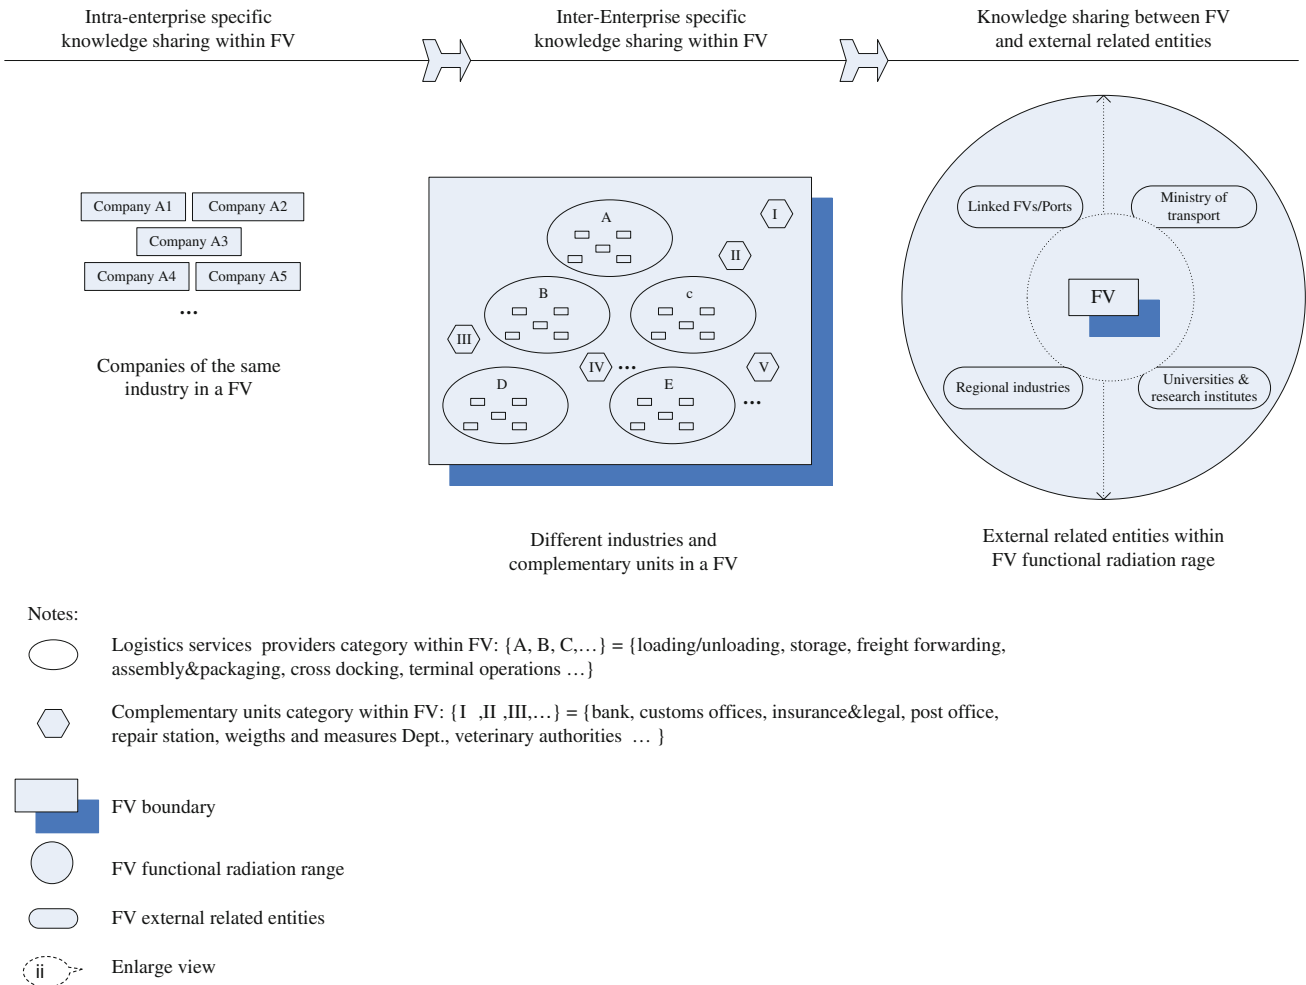 Intra-enterprise specific
knowledge sharing within FV
Inter-Enterprise specific
knowledge sharing within FV
Knowledge sharing between FV
and external related entities
Company A1
Company A2
Company A3
Company A4
Company A5
...
Companies of the same
industry in a FV
A
I
II
B
c
III
IV
...
V
D
E
...
Different industries and
complementary units in a FV
Linked FVs/Ports
Ministry of
transport
FV
Regional industries
Universities &
research institutes
External related entities within
FV functional radiation rage
Notes:
Logistics services providers category within FV: {A, B, C,...} = {loading/unloading, storage, freight forwarding,
assembly&packaging, cross docking, terminal operations ...}
Complementary units category within FV: {I ,II ,III,...} = {bank, customs offices, insurance&legal, post office,
repair station, weigths and measures Dept., veterinary authorities ... }
FV boundary
FV functional radiation range
FV external related entities
ii
Enlarge view